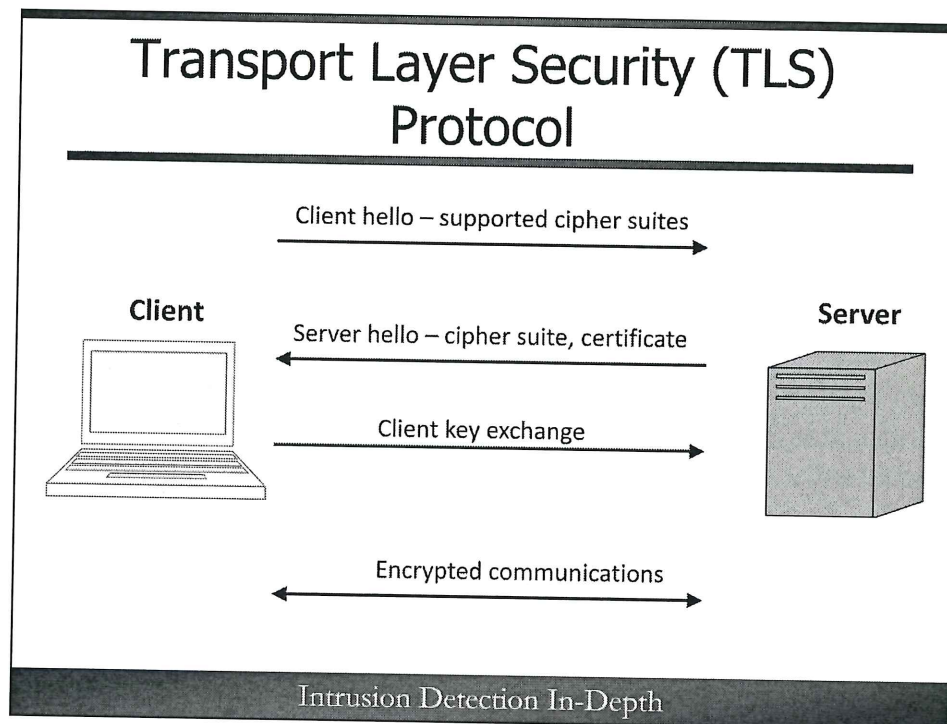 Transport Layer Security (TLS)
Protocol
Client hello – supported cipher suites
Client
Server
Server hello – cipher suite, certificate
Client key exchange
Encrypted communications
Intrusion Detection In-Depth